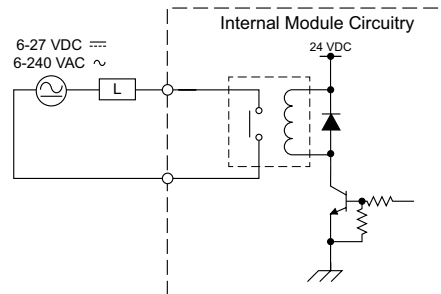 Internal Module Circuitry
6-27 VDC ⎓
6-240 VAC ∿
24 VDC
L